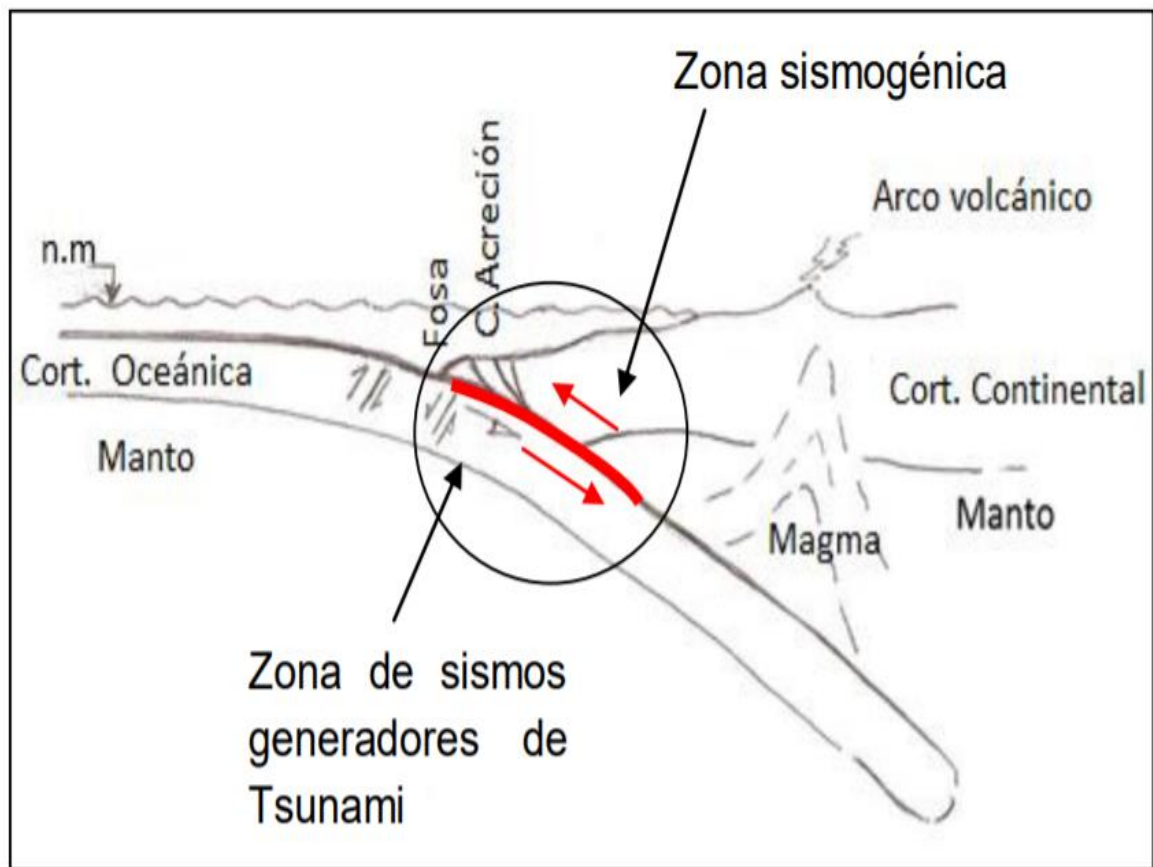 Zona sismogénica
Arco volcánico
n.m
Fosa
C. Acreción
Cort. Oceánica
Cort. Continental
Manto
Manto
Magma
Zona de sismos
generadores de
Tsunami